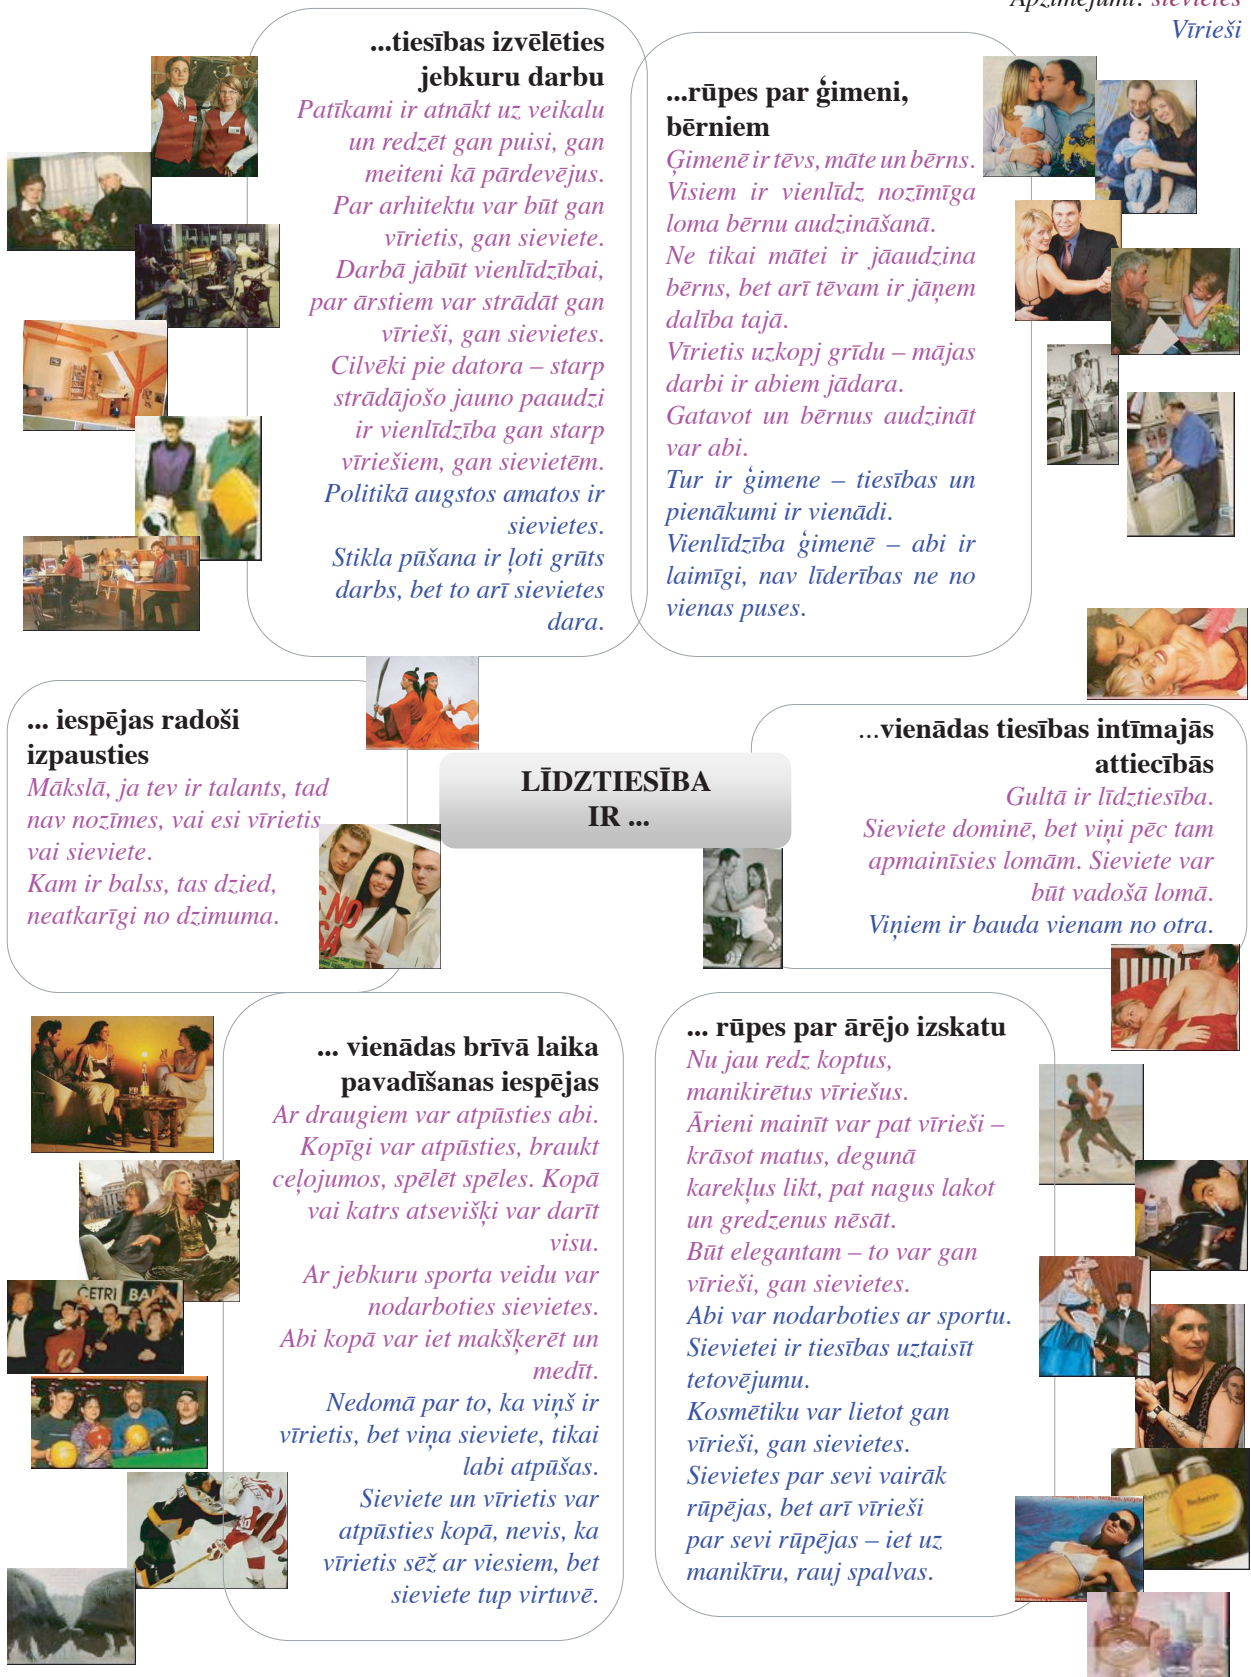 Apzīmējumi: sievietes
Vīrieši
...tiesības izvēlēties
jebkuru darbu
Patīkami ir atnākt uz veikalu
un redzēt gan puisi, gan
meiteni kā pārdevējus.
Par arhitektu var būt gan
vīrietis, gan sieviete.
Darbā jābūt vienlīdzībai,
par ārstiem var strādāt gan
vīrieši, gan sievietes.
Cilvēki pie datora – starp
strādājošo jauno paaudzi
ir vienlīdzība gan starp
vīriešiem, gan sievietēm.
Politikā augstos amatos ir
sievietes.
Stikla pūšana ir ļoti grūts
darbs, bet to arī sievietes
dara.
...rūpes par ģimeni,
bērniem
Ģimenē ir tēvs, māte un bērns.
Visiem ir vienlīdz nozīmīga
loma bērnu audzināšanā.
Ne tikai mātei ir jāaudzina
bērns, bet arī tēvam ir jāņem
dalība tajā.
Vīrietis uzkopj grīdu – mājas
darbi ir abiem jādara.
Gatavot un bērnus audzināt
var abi.
Tur ir ģimene – tiesības un
pienākumi ir vienādi.
Vienlīdzība ģimenē – abi ir
laimīgi, nav līderības ne no
vienas puses.
... iespējas radoši
izpausties
Mākslā, ja tev ir talants, tad
nav nozīmes, vai esi vīrietis
vai sieviete.
Kam ir balss, tas dzied,
neatkarīgi no dzimuma.
LĪDZTIESĪBA
IR ...
...vienādas tiesības intīmajās
attiecībās
Gultā ir līdztiesība.
Sieviete dominē, bet viņi pēc tam
apmainīsies lomām. Sieviete var
būt vadošā lomā.
Viņiem ir bauda vienam no otra.
... vienādas brīvā laika
pavadīšanas iespējas
Ar draugiem var atpūsties abi.
Kopīgi var atpūsties, braukt
ceļojumos, spēlēt spēles. Kopā
vai katrs atsevišķi var darīt
visu.
Ar jebkuru sporta veidu var
nodarboties sievietes.
Abi kopā var iet makšķerēt un
medīt.
Nedomā par to, ka viņš ir
vīrietis, bet viņa sieviete, tikai
labi atpūšas.
Sieviete un vīrietis var
atpūsties kopā, nevis, ka
vīrietis sēž ar viesiem, bet
sieviete tup virtuvē.
... rūpes par ārējo izskatu
Nu jau redz koptus,
manikirētus vīriešus.
Ārieni mainīt var pat vīrieši –
krāsot matus, degunā
karekļus likt, pat nagus lakot
un gredzenus nēsāt.
Būt elegantam – to var gan
vīrieši, gan sievietes.
Abi var nodarboties ar sportu.
Sievietei ir tiesības uztaisīt
tetovējumu.
Kosmētiku var lietot gan
vīrieši, gan sievietes.
Sievietes par sevi vairāk
rūpējas, bet arī vīrieši
par sevi rūpējas – iet uz
manikīru, rauj spalvas.
ČETRI
NO